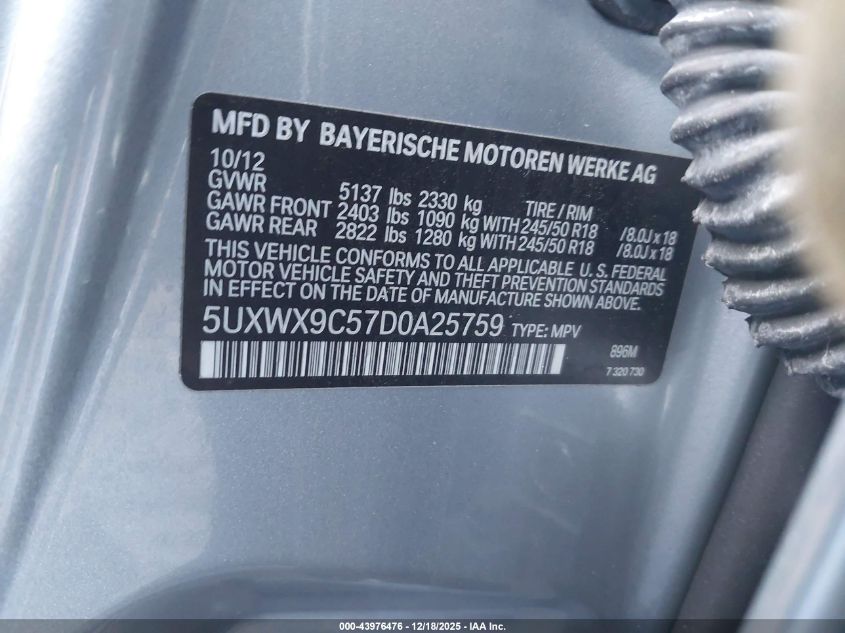 MFD BY BAYERISCHE MOTOREN WERKE AG
10/12
GVWR 5137 lbs 2330 kg TIRE / RIM
GAWR FRONT 2403 lbs 1090 kg WITH 245/50 R18 /8.0J x 18
GAWR REAR 2822 lbs 1280 kg WITH 245/50 R18 /8.0J x 18
THIS VEHICLE CONFORMS TO ALL APPLICABLE U.S. FEDERAL
MOTOR VEHICLE SAFETY AND THEFT PREVENTION STANDARDS
IN EFFECT ON THE DATE OF MANUFACTURE SHOWN ABOVE.
5UXWX9C57D0A25759 TYPE: MPV
896M
7 320 730
000-43976476 - 12/18/2025 - IAA Inc.